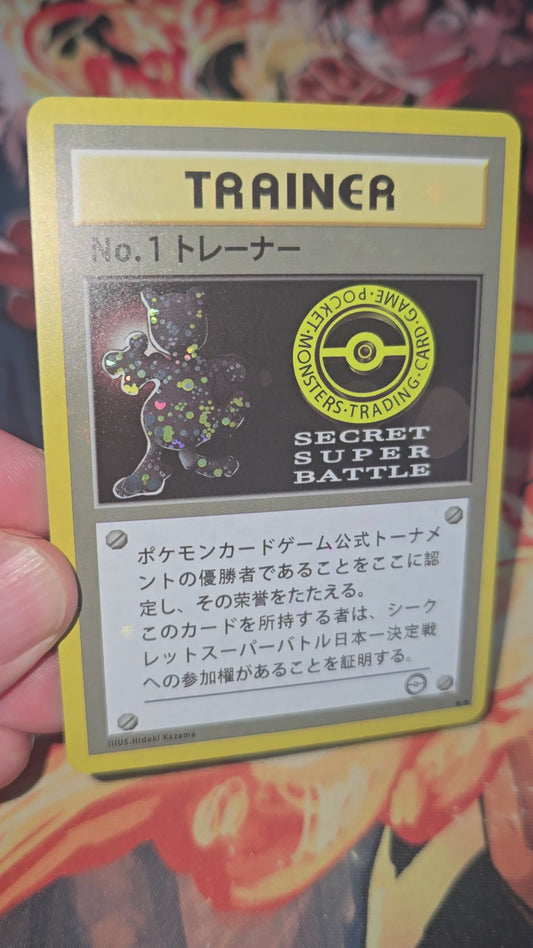 TRAINER
No.1 トレーナー
POCKET·MONSTERS·TRADING·CARD·GAME·
SECRET
SUPER
BATTLE
ポケモンカードゲーム公式トーナメ
ントの優勝者であることをここに認
定し、その栄誉をたたえる。
このカードを所持する者は、シーク
レットスーパーバトル日本一決定戦
への参加権があることを証明する。
IIIUS.Hideki Kazama
★★